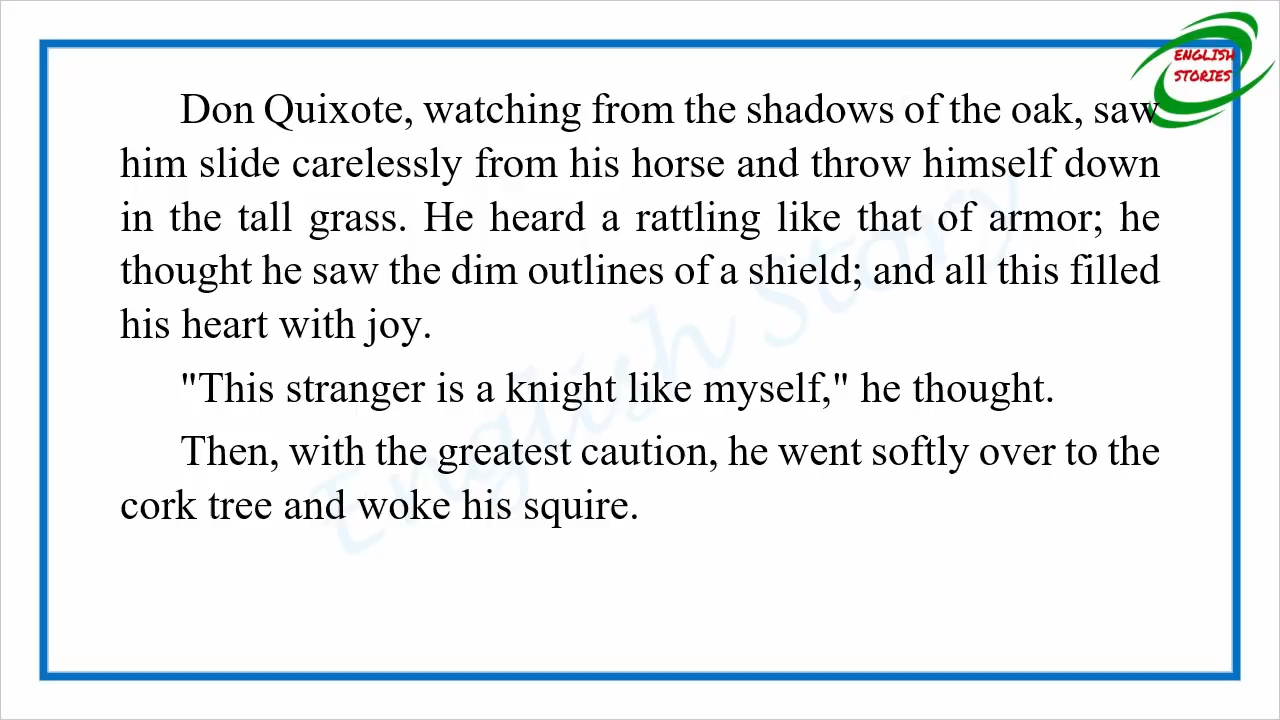 ENGLISH
STORIES
Don Quixote, watching from the shadows of the oak, saw
him slide carelessly from his horse and throw himself down
in the tall grass. He heard a rattling like that of armor; he
thought he saw the dim outlines of a shield; and all this filled
his heart with joy.
"This stranger is a knight like myself," he thought.
Then, with the greatest caution, he went softly over to the
cork tree and woke his squire.
English Story